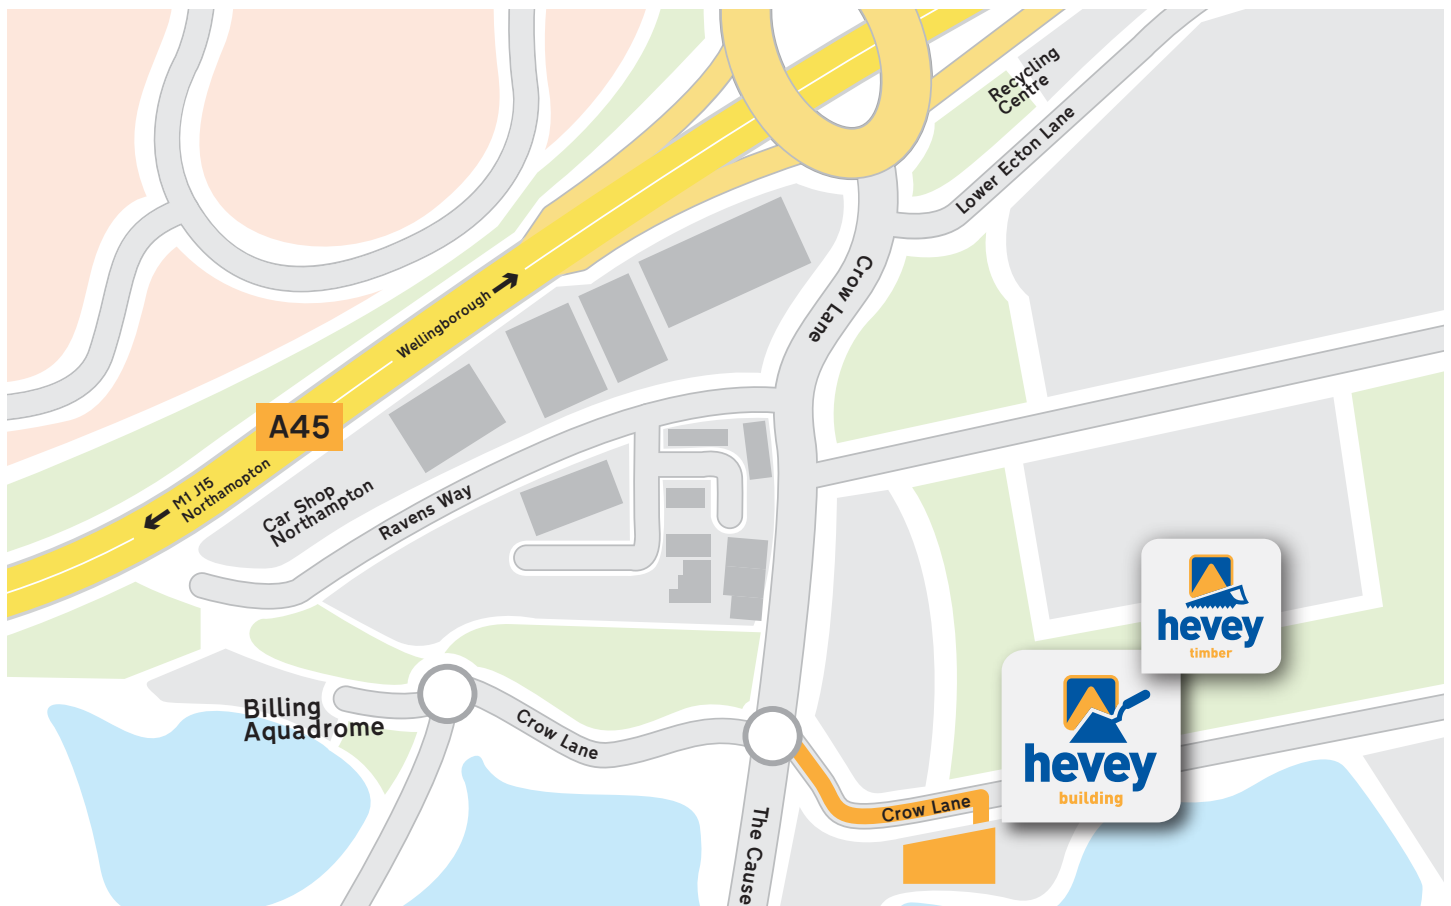 Recycling
Centre
Lower Ecton Lane
Crow Lane
Wellingborough
A45
M1 J15
Northamopton
Car Shop
Northampton
Ravens Way
hevey
timber
Billing
Aquadrome
Crow Lane
hevey
building
Crow Lane
The Cause